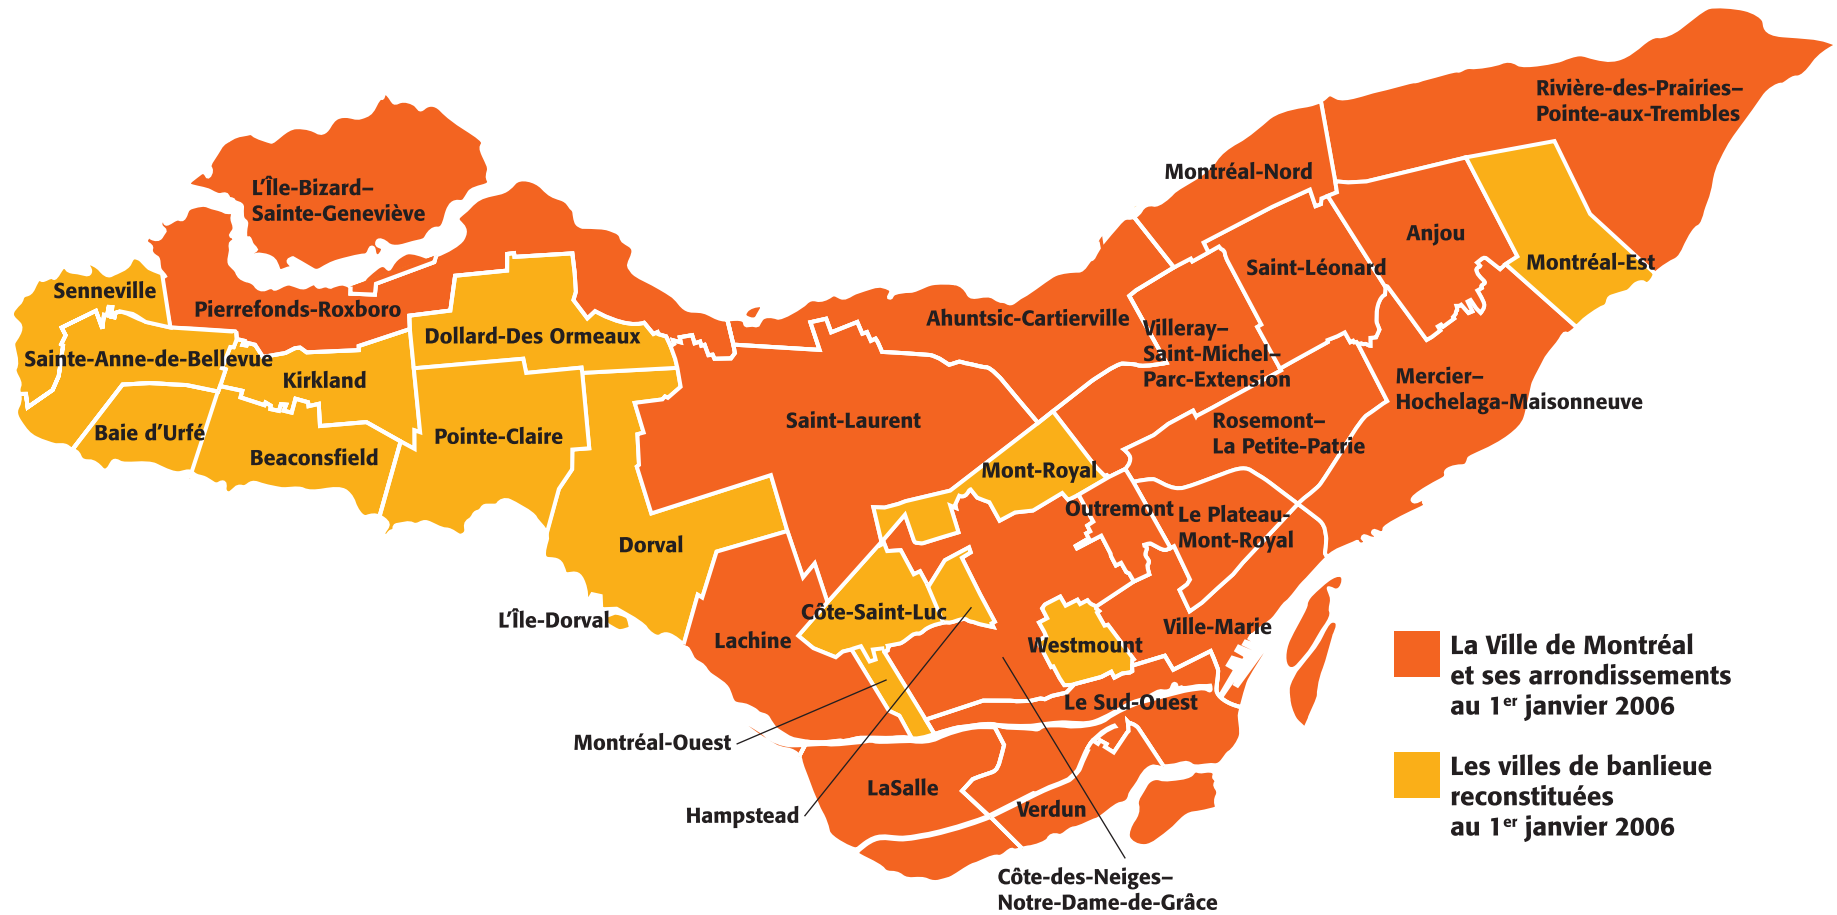 Rivière-des-Prairies–
Pointe-aux-Trembles
Montréal-Nord
L’Île-Bizard–
Sainte-Geneviève
Anjou
Montréal-Est
Saint-Léonard
Senneville
Pierrefonds-Roxboro
Ahuntsic-Cartierville
Villeray–
Saint-Michel–
Parc-Extension
Dollard-Des Ormeaux
Sainte-Anne-de-Bellevue
Kirkland
Mercier–
Hochelaga-Maisonneuve
Saint-Laurent
Rosemont–
La Petite-Patrie
Baie d’Urfé
Pointe-Claire
Beaconsfield
Mont-Royal
Outremont
Le Plateau-
Mont-Royal
Dorval
L’Île-Dorval
Côte-Saint-Luc
Lachine
Westmount
Ville-Marie
Le Sud-Ouest
Montréal-Ouest
LaSalle
Hampstead
Verdun
Côte-des-Neiges–
Notre-Dame-de-Grâce
La Ville de Montréal
et ses arrondissements
au 1er janvier 2006
Les villes de banlieue
reconstituées
au 1er janvier 2006